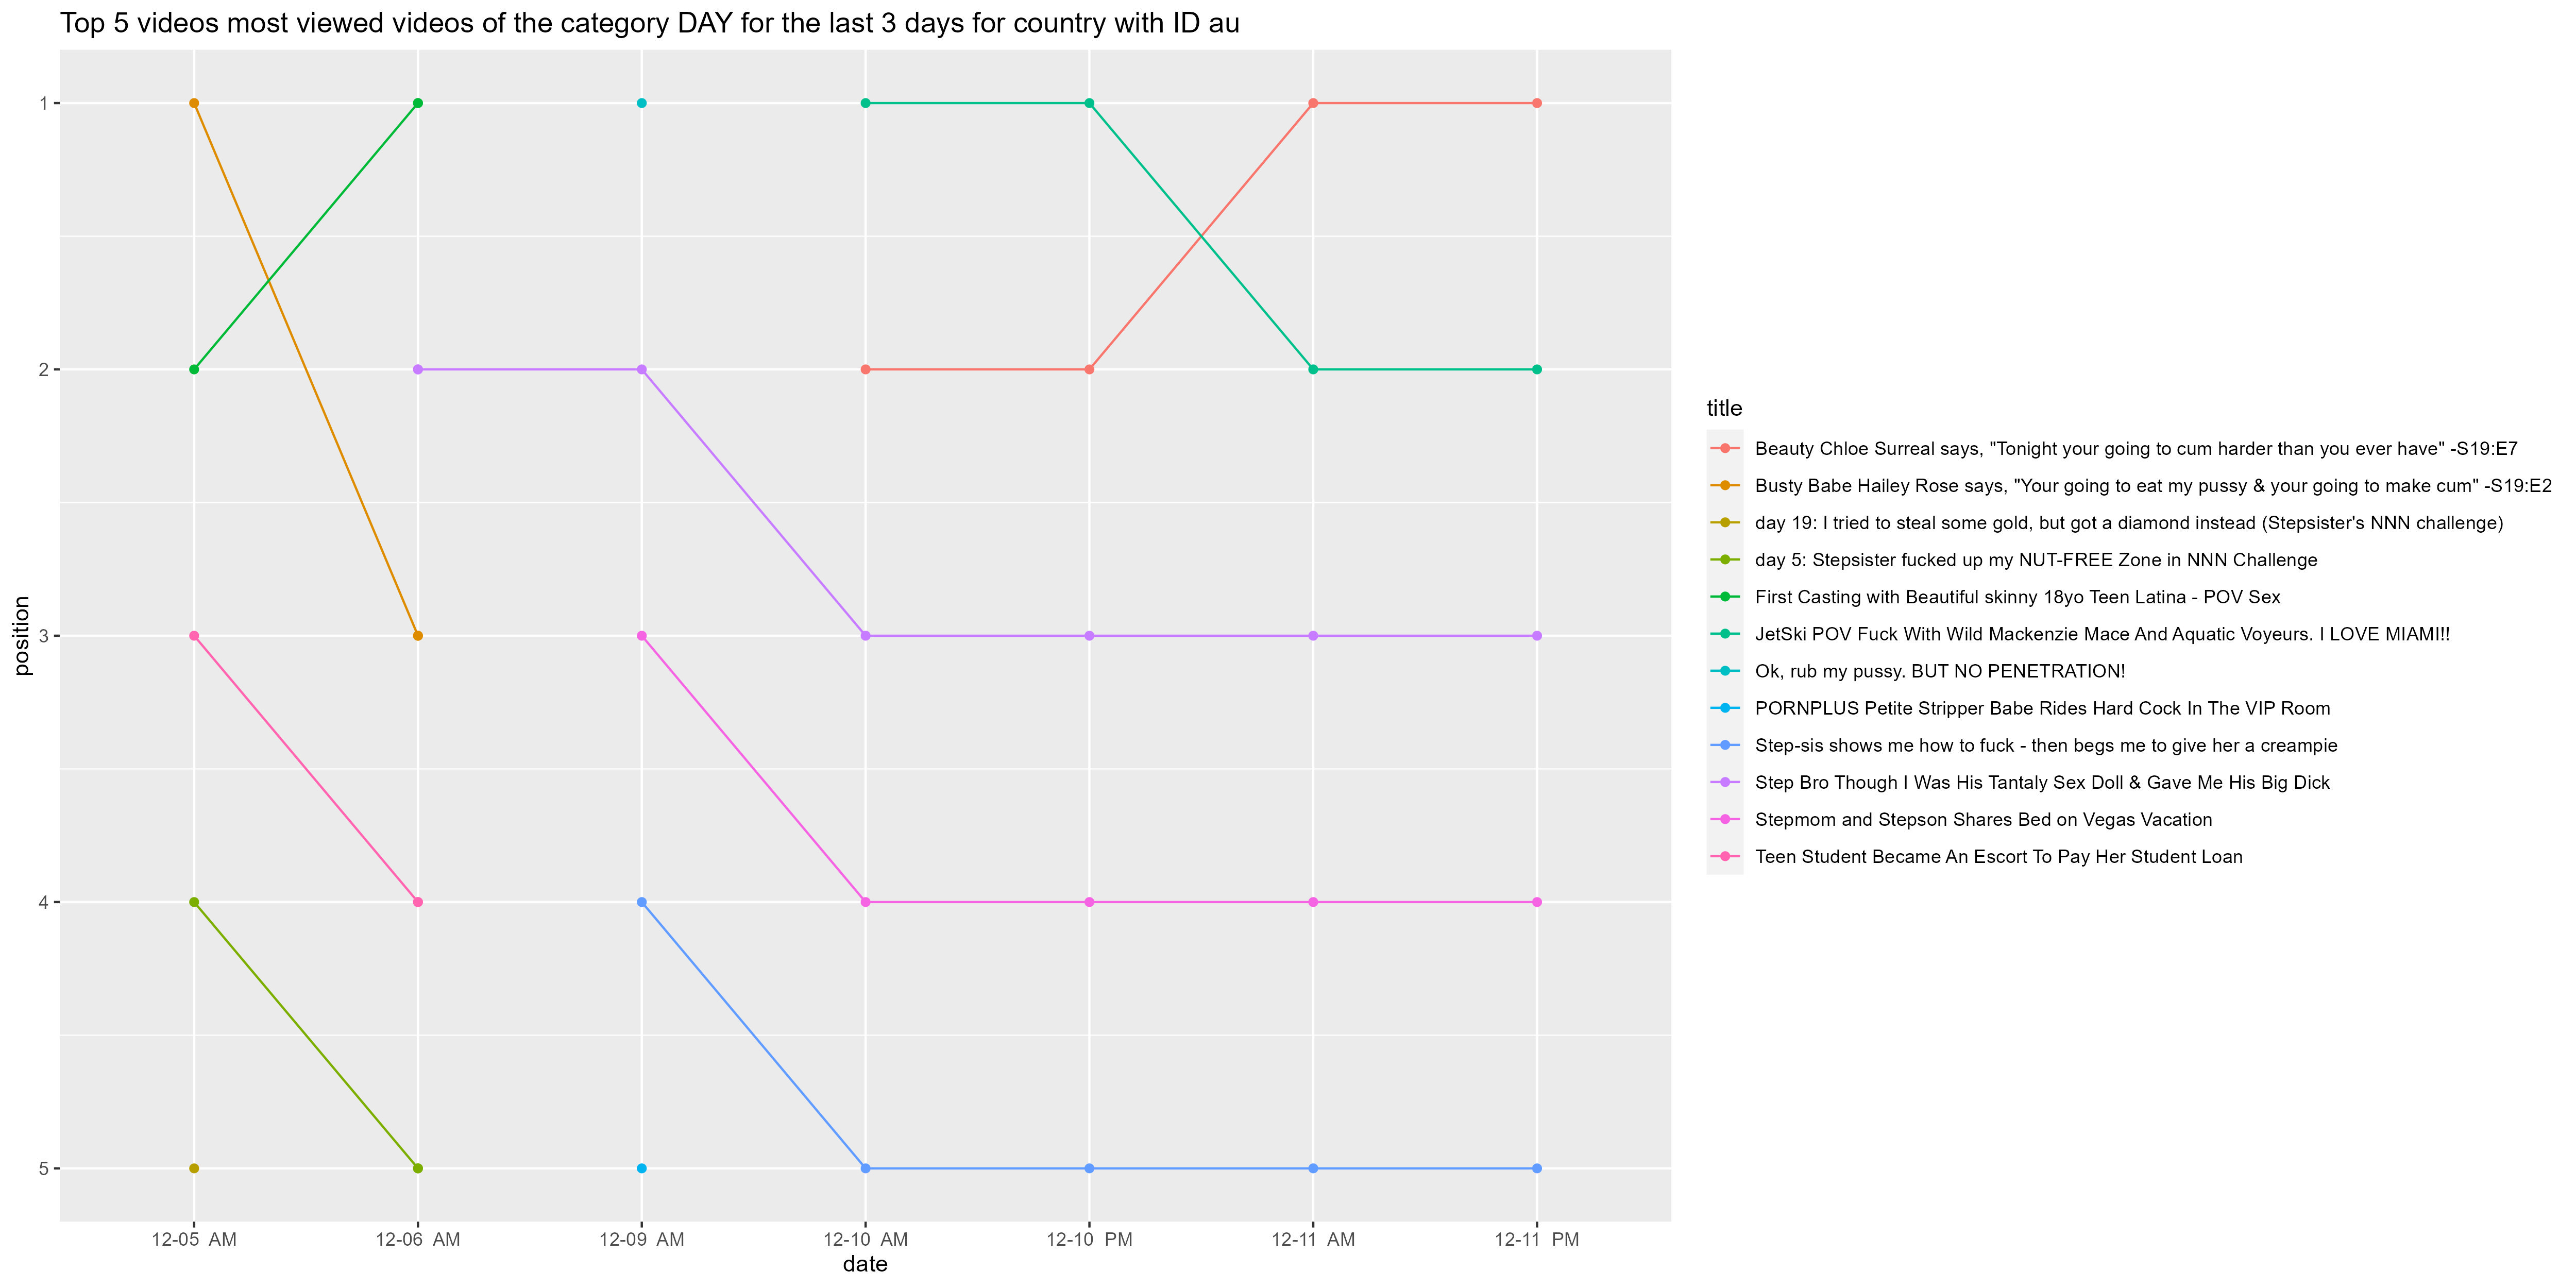 Top 5 videos most viewed videos of the category DAY for the last 3 days for country with ID au
position
1
2
3
4
5
12-05 AM
12-06 AM
12-09 AM
12-10 AM
12-10 PM
12-11 AM
12-11 PM
date
title
Beauty Chloe Surreal says, "Tonight your going to cum harder than you ever have" -S19:E7
Busty Babe Hailey Rose says, "Your going to eat my pussy & your going to make cum" -S19:E2
day 19: I tried to steal some gold, but got a diamond instead (Stepsister's NNN challenge)
day 5: Stepsister fucked up my NUT-FREE Zone in NNN Challenge
First Casting with Beautiful skinny 18yo Teen Latina - POV Sex
JetSki POV Fuck With Wild Mackenzie Mace And Aquatic Voyeurs. I LOVE MIAMI!!
Ok, rub my pussy. BUT NO PENETRATION!
PORNPLUS Petite Stripper Babe Rides Hard Cock In The VIP Room
Step-sis shows me how to fuck - then begs me to give her a creampie
Step Bro Though I Was His Tantaly Sex Doll & Gave Me His Big Dick
Stepmom and Stepson Shares Bed on Vegas Vacation
Teen Student Became An Escort To Pay Her Student Loan